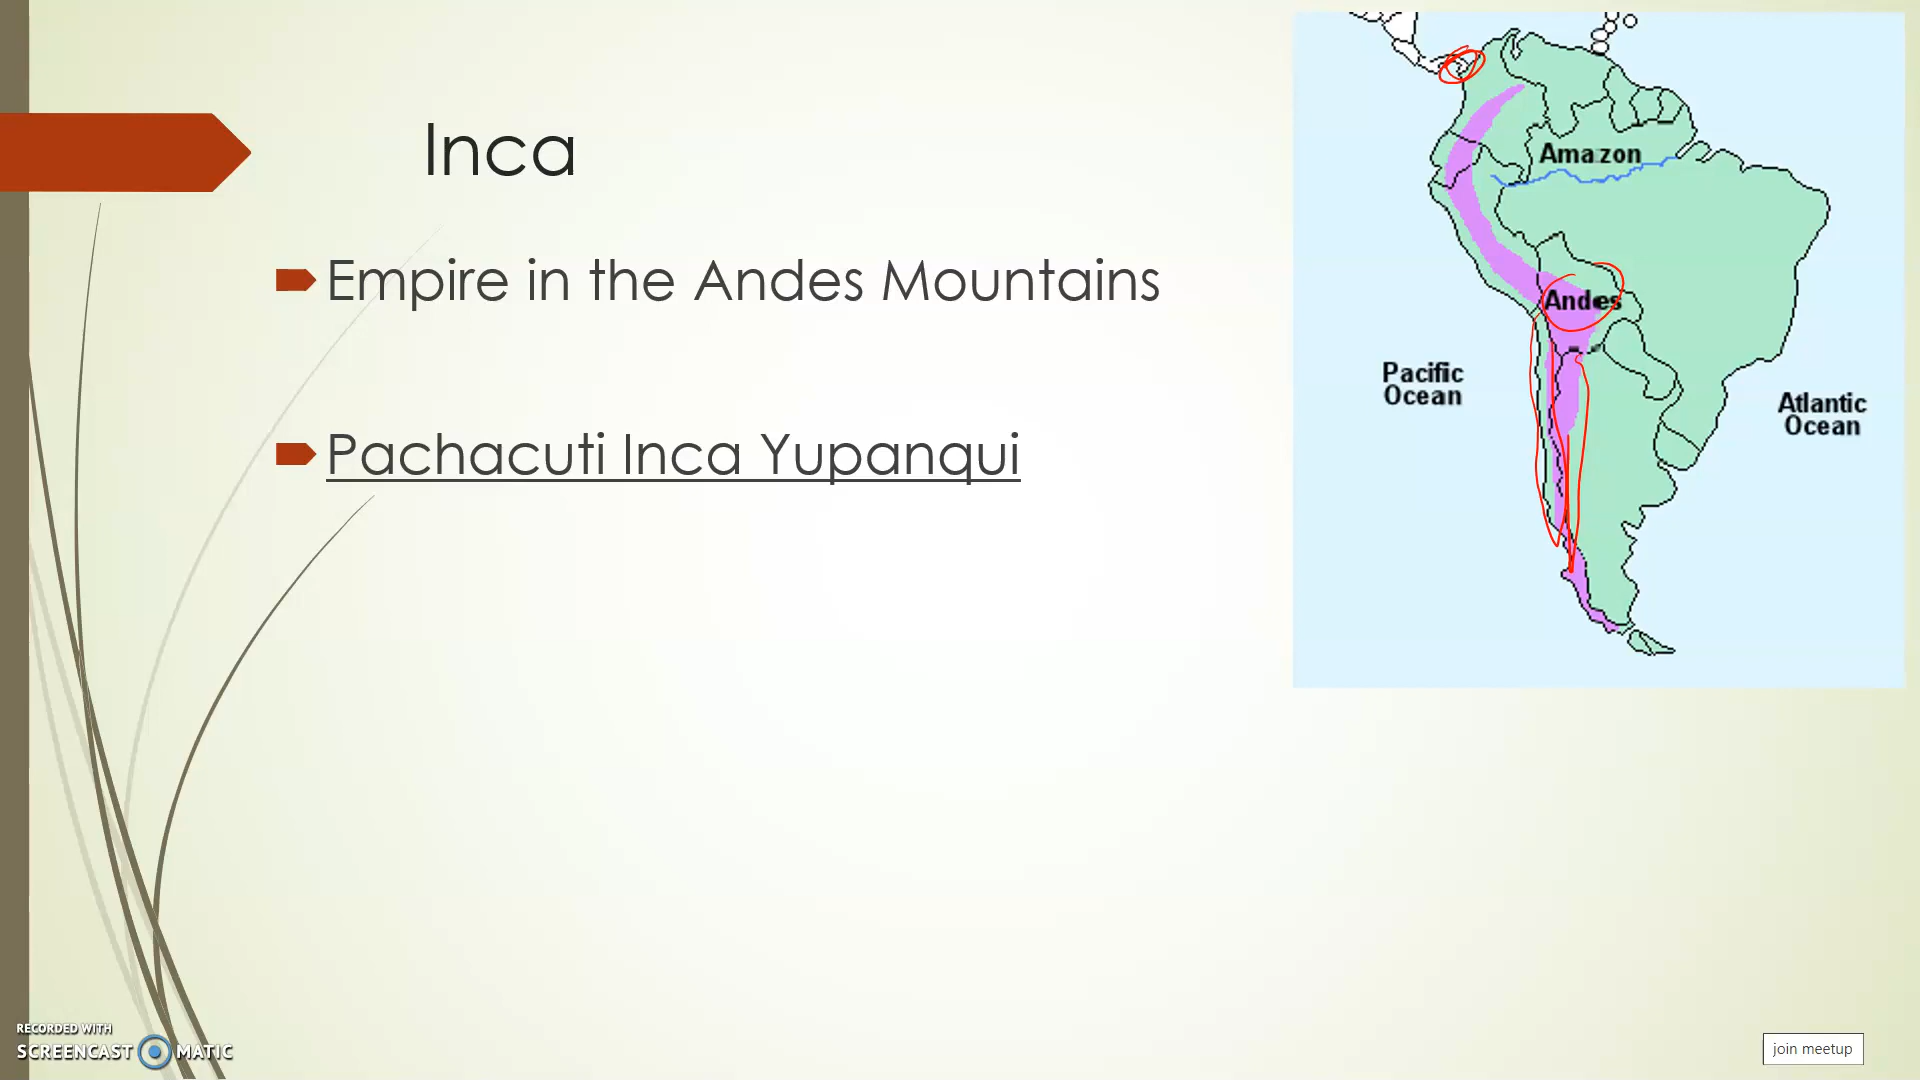 Inca
Empire in the Andes Mountains
Pachacuti Inca Yupanqui
Amazon
Andes
Pacific
Ocean
Atlantic
Ocean
RECORDED WITH
SCREENCAST MATIC
join meetup